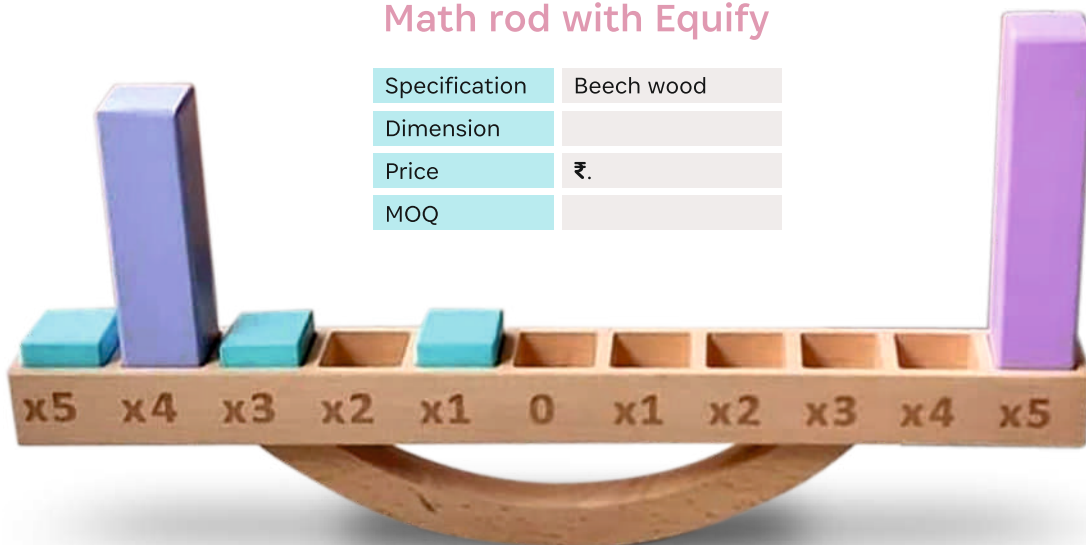 Math rod with Equify
Specification Beech wood
Dimension
Price ₹.
MOQ
x5 x4 x3 x2 x1 0 x1 x2 x3 x4 x5